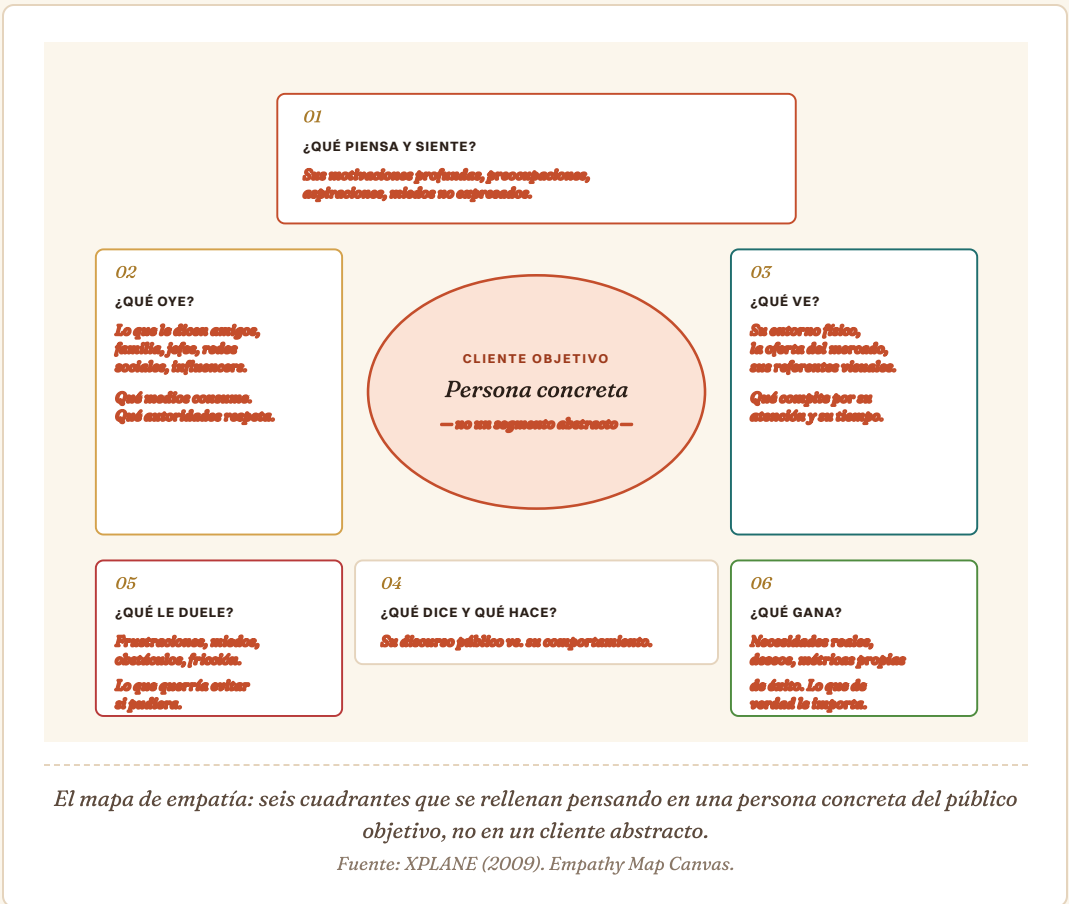 01
¿QUÉ PIENSA Y SIENTE?
Sus motivaciones profundas, preocupaciones,
aspiraciones, miedos no expresados.
02
¿QUÉ OYE?
Lo que le dicen amigos,
familia, jefes, redes
sociales, influencers.
Qué medios consume.
Qué autoridades respeta.
CLIENTE OBJETIVO
Persona concreta
— no un segmento abstracto —
03
¿QUÉ VE?
Su entorno físico,
la oferta del mercado,
sus referentes visuales.
Qué compite por su
atención y su tiempo.
05
¿QUÉ LE DUELE?
Frustraciones, miedos,
obstáculos, fricción.
Lo que querría evitar
si pudiera.
04
¿QUÉ DICE Y QUÉ HACE?
Su discurso público vs. su comportamiento.
06
¿QUÉ GANA?
Necesidades reales,
deseos, métricas propias
de éxito. Lo que de
verdad le importa.
El mapa de empatía: seis cuadrantes que se rellenan pensando en una persona concreta del público
objetivo, no en un cliente abstracto.
Fuente: XPLANE (2009). Empathy Map Canvas.